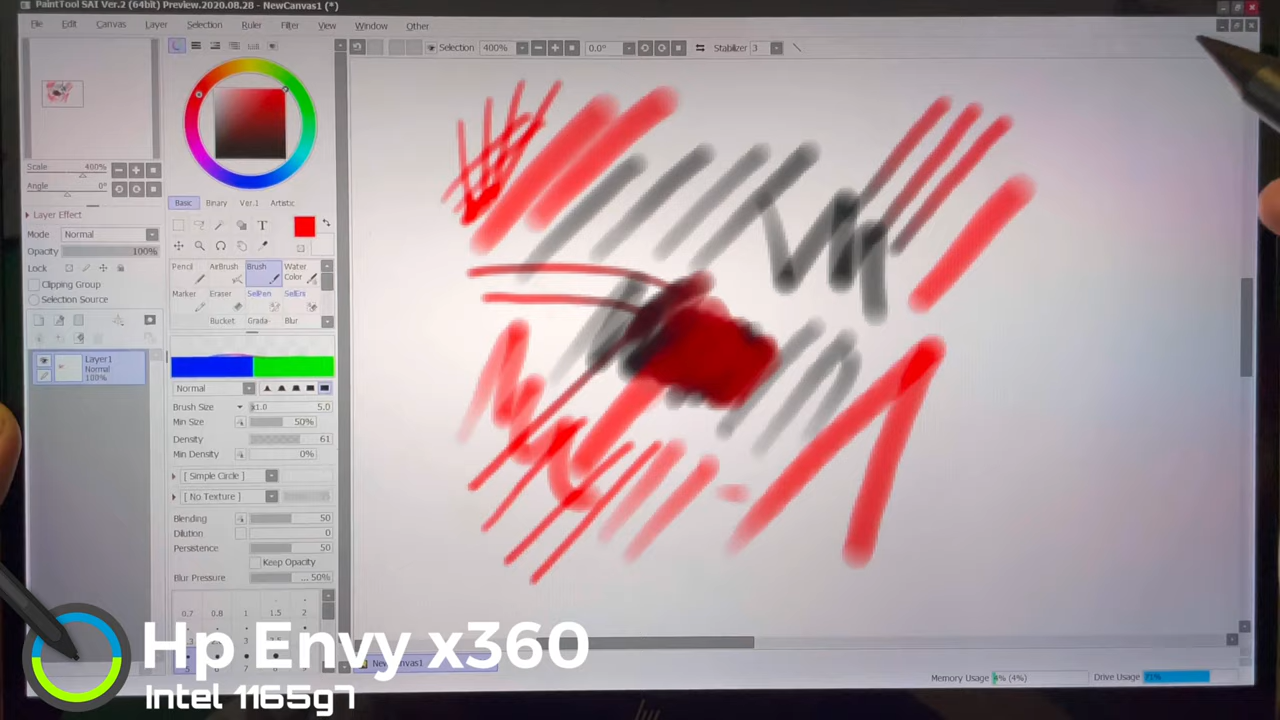 PaintTool SAI Ver.2 (64bit) Preview.2020.08.28 - NewCanvas1 (*)
File Edit Canvas Layer Selection Ruler Filter View Window Other
Selection 400% 0.0° Stabilizer 3
Scale 400%
Angle 0°
Layer Effect
Mode Normal
Opacity 100%
Lock
Clipping Group
Selection Source
Layer1
Normal
100%
Basic Binary Ver.1 Artistic
T
Pencil AirBrush Brush Water Color
Marker Eraser SelPen SelErs
Bucket Grada Blur
Normal
Brush Size x1.0 5.0
Min Size 50%
Density 61
Min Density 0%
[ Simple Circle ]
[ No Texture ]
Blending 50
Dilution 0
Persistence 50
Keep Opacity
Blur Pressure ... 50%
0.7 0.8 1 1.5 2
NewCanvas1
Memory Usage 4% (4%) Drive Usage 71%
Hp Envy x360
intel 1165g7
hp